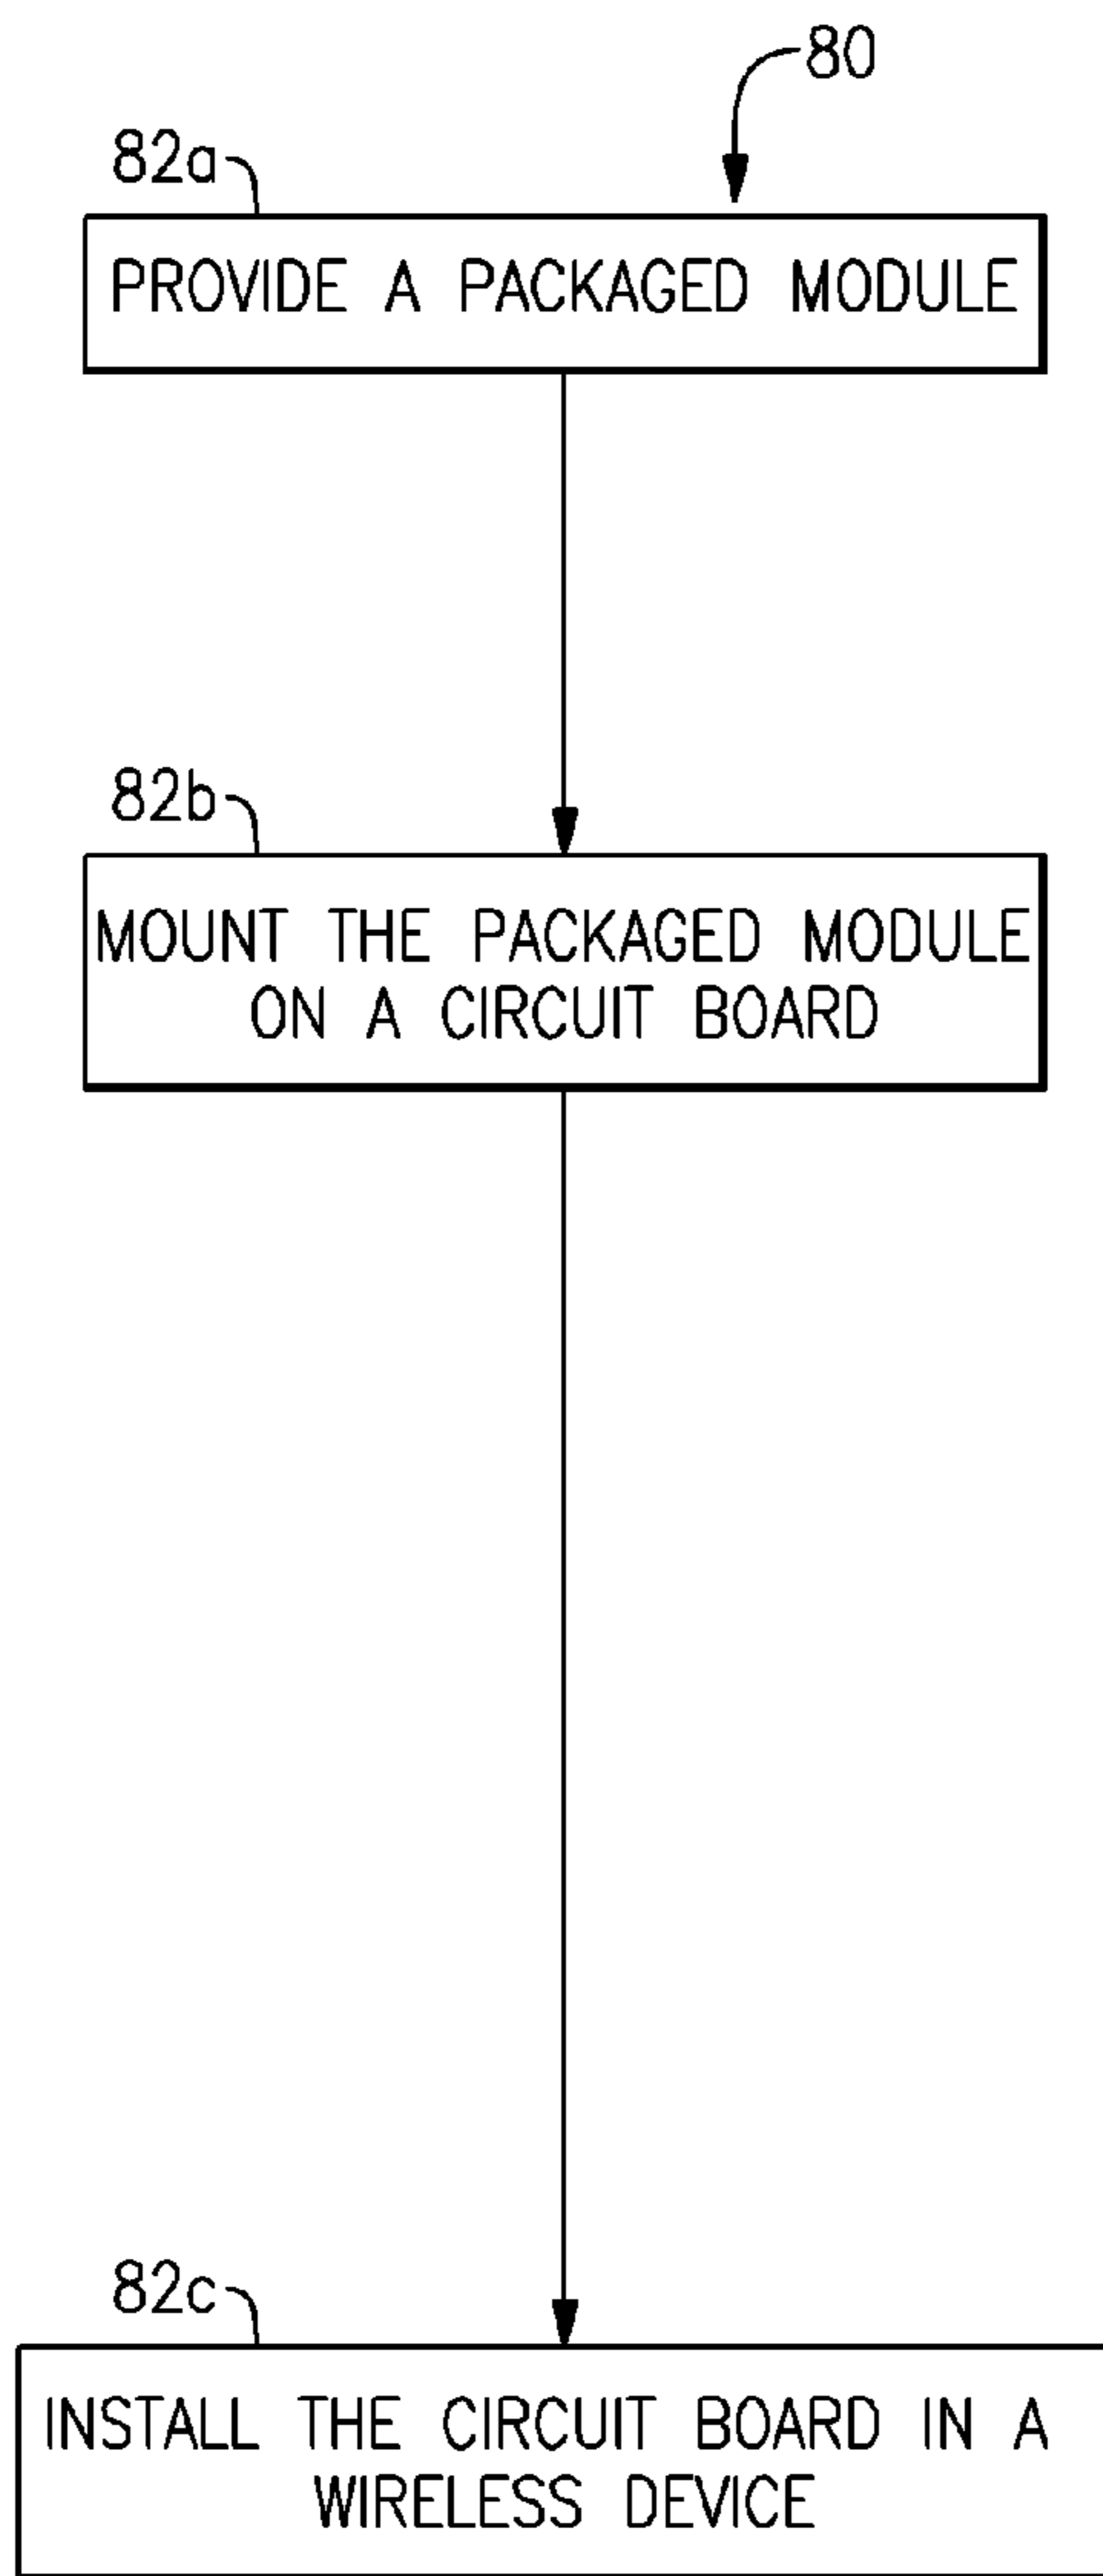 80
82a
PROVIDE A PACKAGED MODULE
82b
MOUNT THE PACKAGED MODULE
ON A CIRCUIT BOARD
82c
INSTALL THE CIRCUIT BOARD IN A
WIRELESS DEVICE